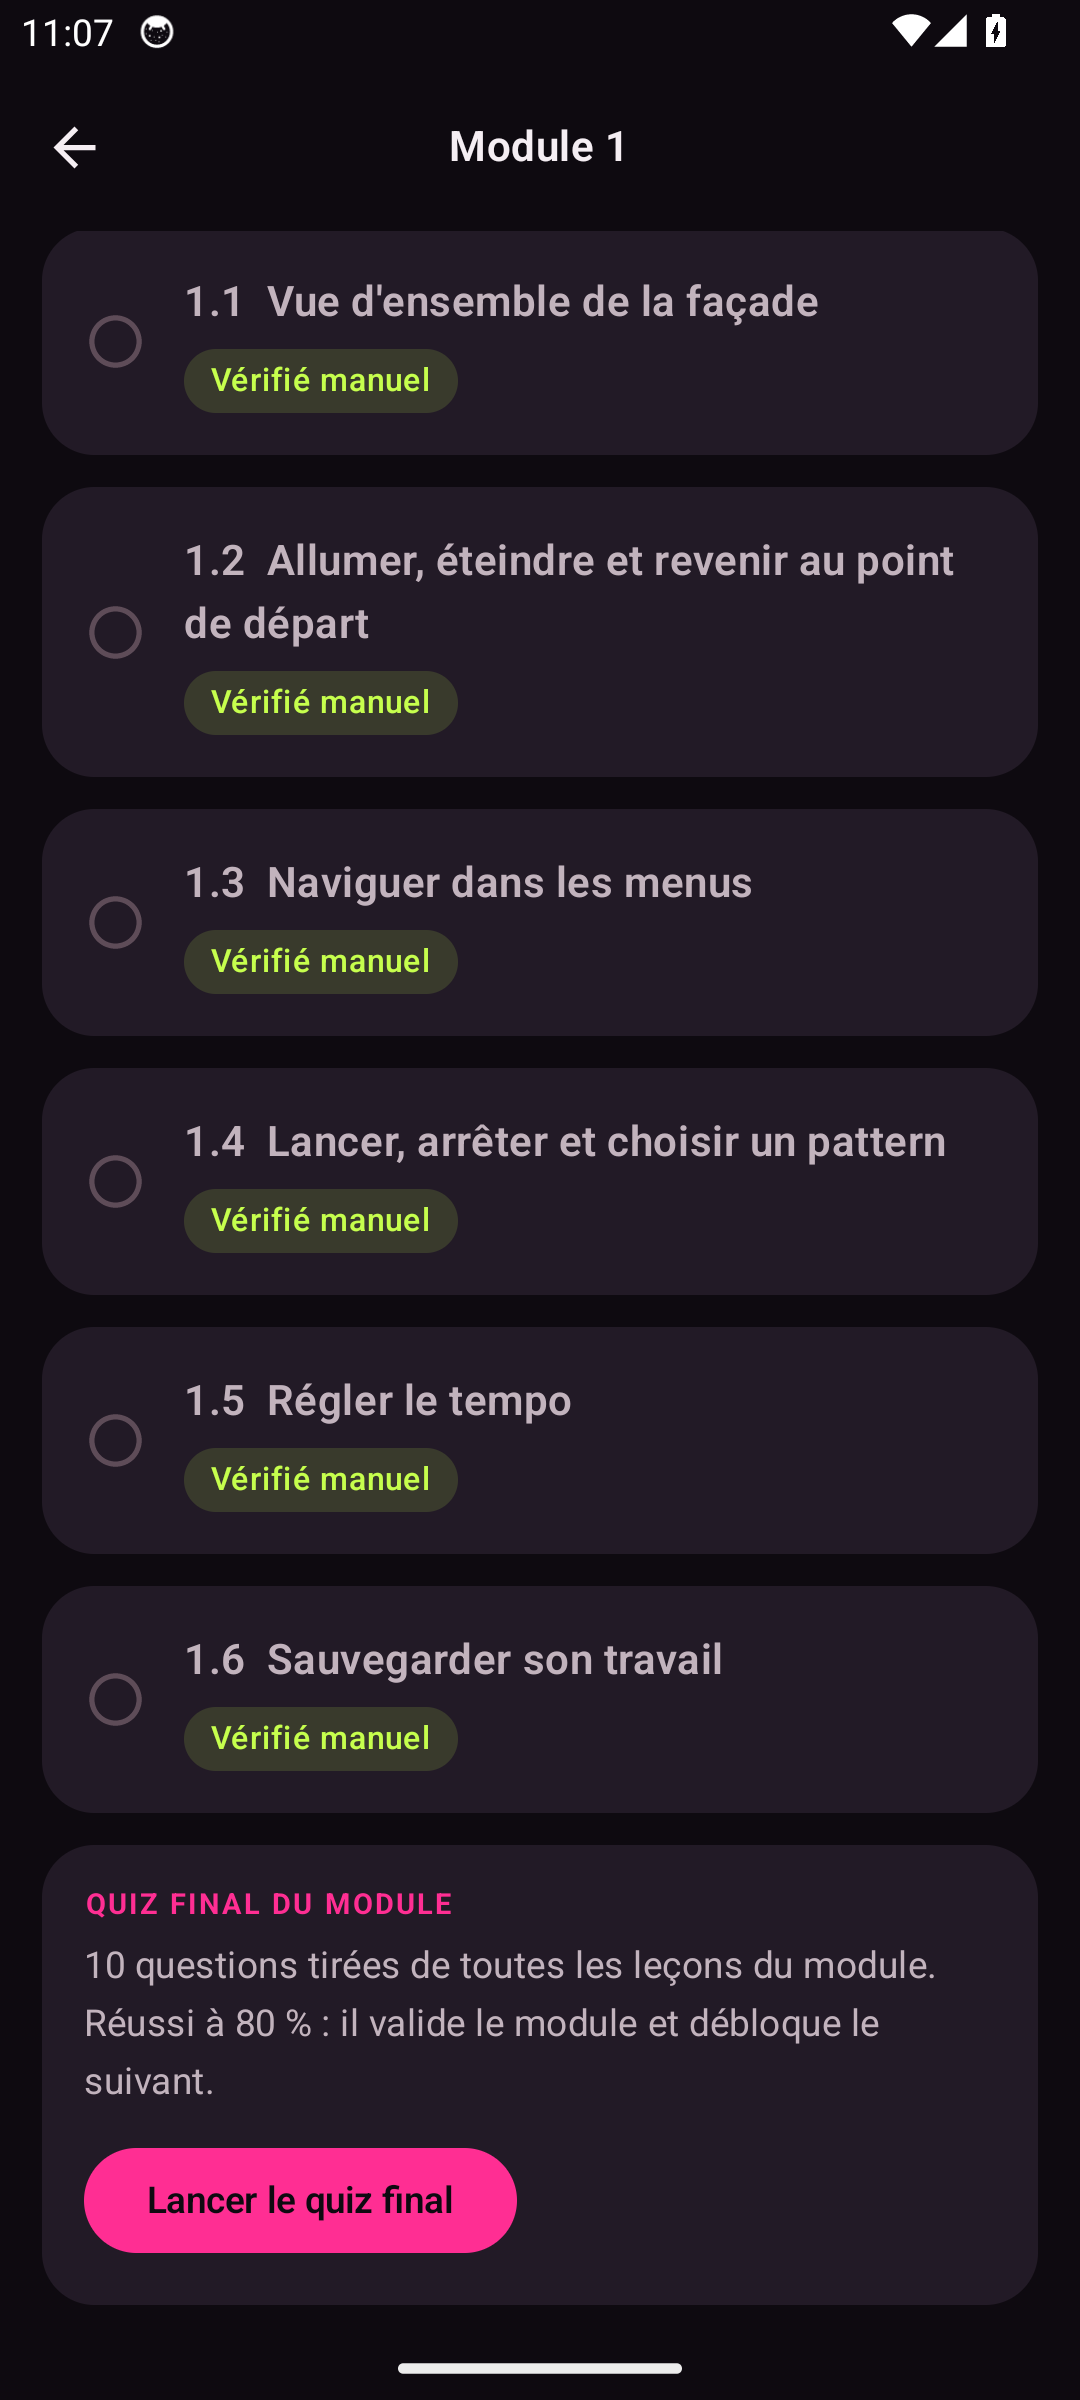 11:07
Module 1
1.1 Vue d'ensemble de la façade
Vérifié manuel
1.2 Allumer, éteindre et revenir au point
de départ
Vérifié manuel
1.3 Naviguer dans les menus
Vérifié manuel
1.4 Lancer, arrêter et choisir un pattern
Vérifié manuel
1.5 Régler le tempo
Vérifié manuel
1.6 Sauvegarder son travail
Vérifié manuel
QUIZ FINAL DU MODULE
10 questions tirées de toutes les leçons du module.
Réussi à 80 % : il valide le module et débloque le
suivant.
Lancer le quiz final